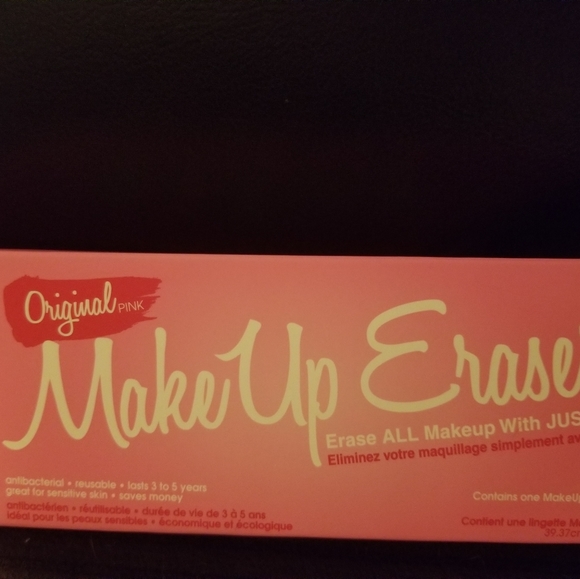 Original PINK
MakeUp Erase
Erase ALL Makeup With JUS
Eliminez votre maquillage simplement av
antibacterial • reusable • lasts 3 to 5 years
great for sensitive skin • saves money
antibactérien • réutilisable • durée de vie de 3 à 5 ans
idéal pour les peaux sensibles • économique et écologique
Contains one MakeU
Contient une lingette M
39.37c